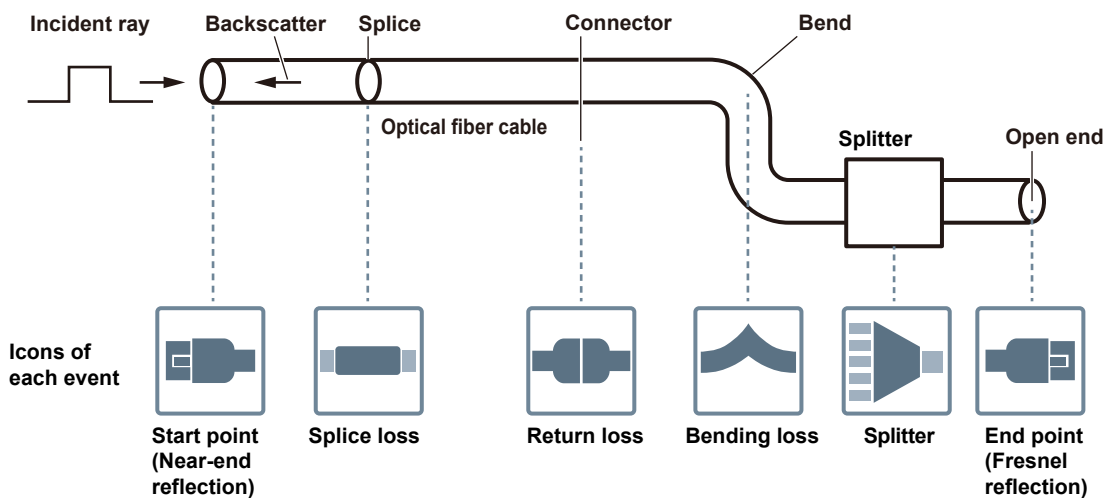 Incident ray
Backscatter
Splice
Connector
Bend
Optical fiber cable
Splitter
Open end
Icons of
each event
Start point
(Near-end
reflection)
Splice loss
Return loss
Bending loss
Splitter
End point
(Fresnel
reflection)